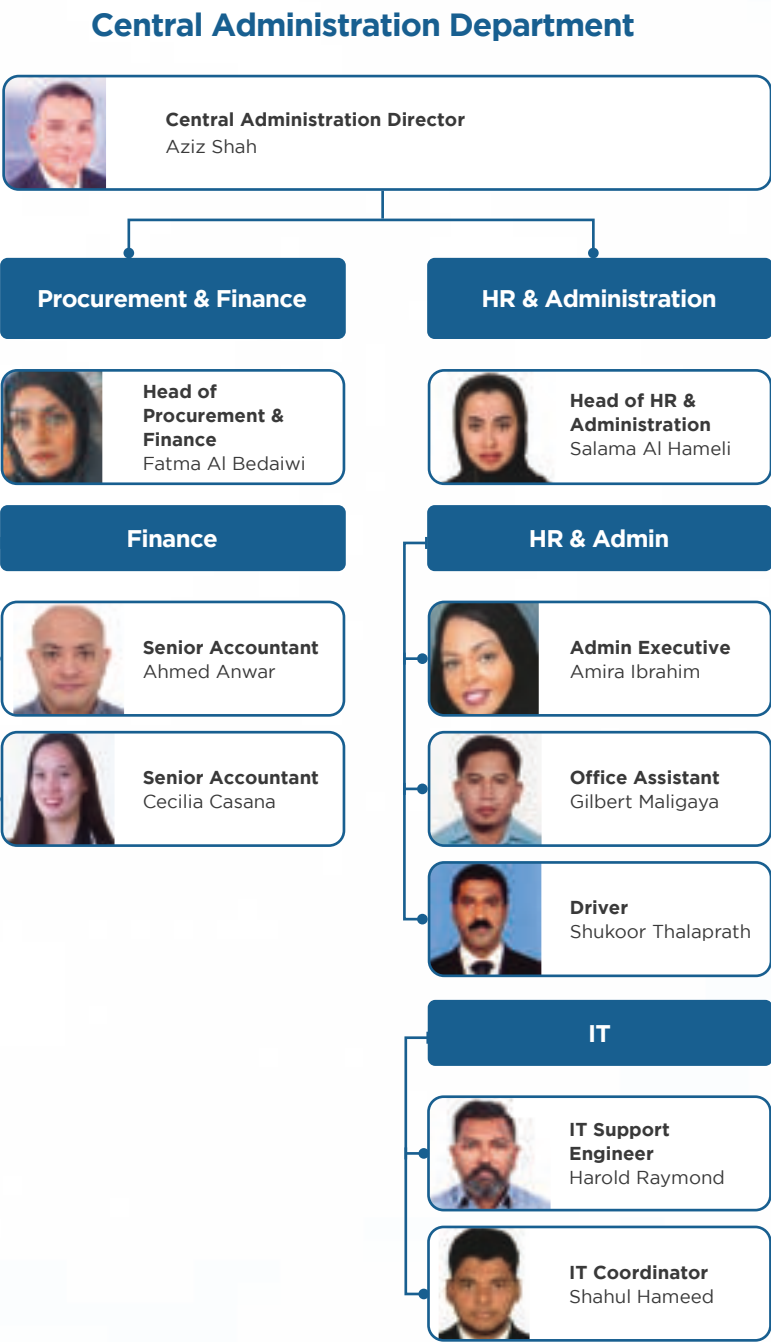 Central Administration Department
Central Administration Director
Aziz Shah
Procurement & Finance
Head of
Procurement &
Finance
Fatma Al Bedaiwi
Finance
Senior Accountant
Ahmed Anwar
Senior Accountant
Cecilia Casana
HR & Administration
Head of HR &
Administration
Salama Al Hameli
HR & Admin
Admin Executive
Amira Ibrahim
Office Assistant
Gilbert Maligaya
Driver
Shukoor Thalaprath
IT
IT Support
Engineer
Harold Raymond
IT Coordinator
Shahul Hameed